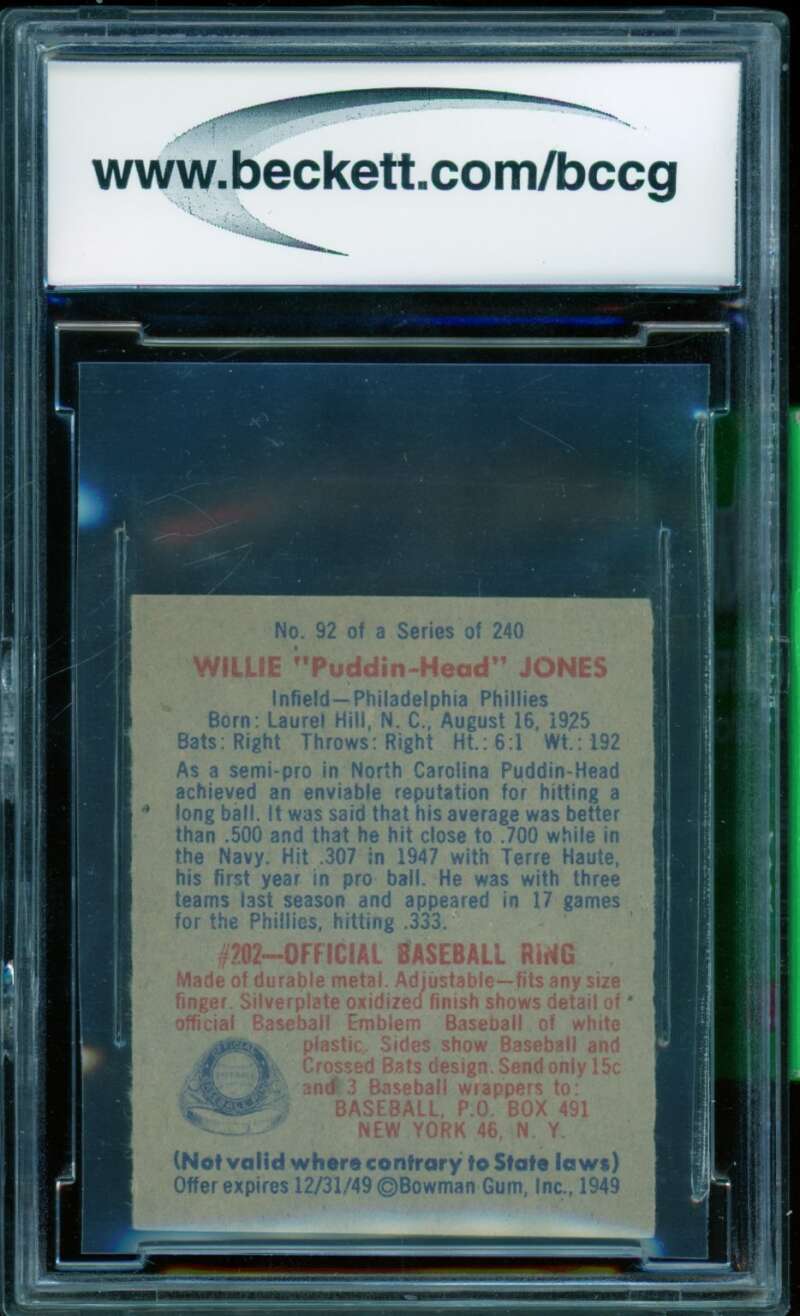 www.beckett.com/bccg
No. 92 of a Series of 240
WILLIE "Puddin-Head" JONES
Infield—Philadelphia Phillies
Born: Laurel Hill, N. C., August 16, 1925
Bats: Right Throws: Right Ht.: 6:1 Wt.: 192
As a semi-pro in North Carolina Puddin-Head
achieved an enviable reputation for hitting a
long ball. It was said that his average was better
than .500 and that he hit close to .700 while in
the Navy. Hit .307 in 1947 with Terre Haute,
his first year in pro ball. He was with three
teams last season and appeared in 17 games
for the Phillies, hitting .333.
#202—OFFICIAL BASEBALL RING
Made of durable metal. Adjustable—fits any size
finger. Silverplate oxidized finish shows detail of
official Baseball Emblem Baseball of white
plastic. Sides show Baseball and
Crossed Bats design. Send only 15c
and 3 Baseball wrappers to:
BASEBALL, P.O. BOX 491
NEW YORK 46, N. Y.
(Not valid where contrary to State laws)
Offer expires 12/31/49 ©Bowman Gum, Inc., 1949